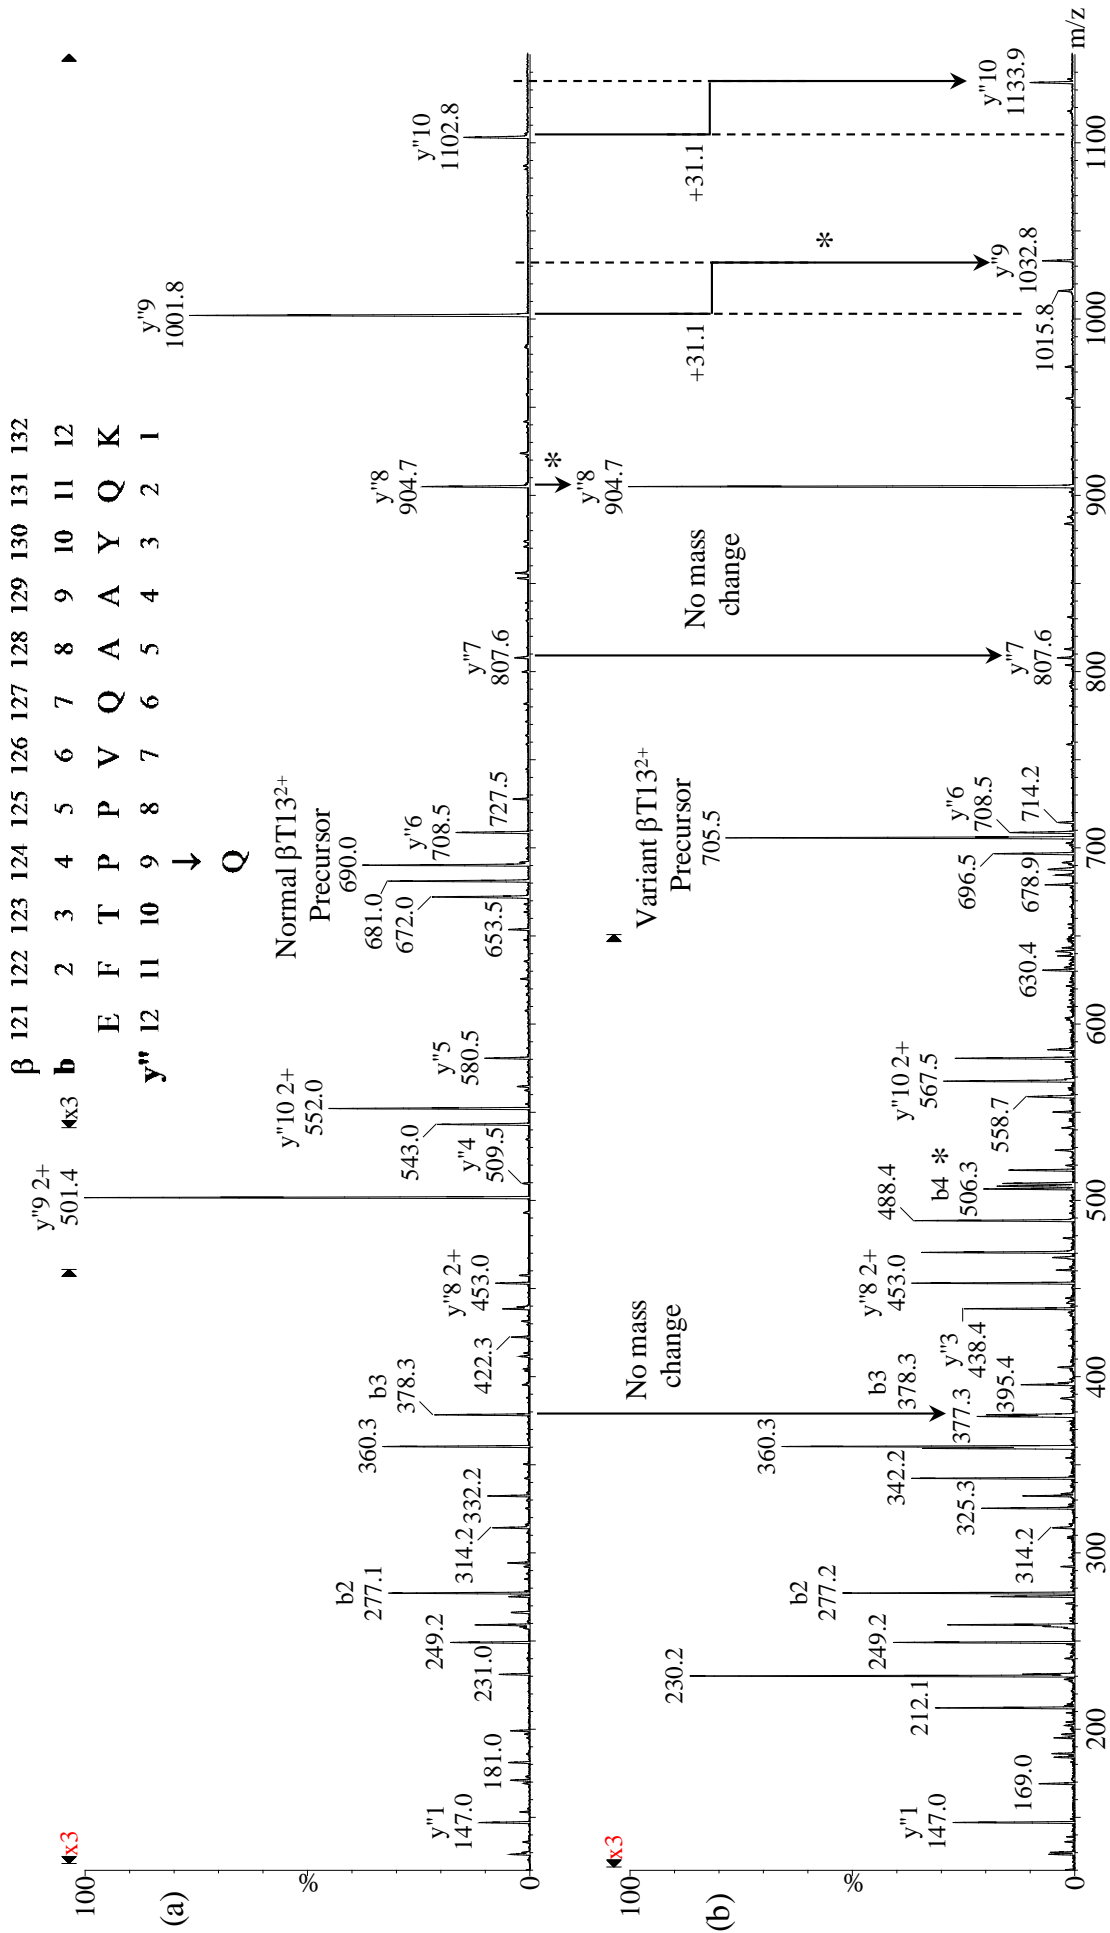 β 121 122 123 124 125 126 127 128 129 130 131 132
b 2 3 4 5 6 7 8 9 10 11 12
E F T P P V Q A A Y Q K
y" 12 11 10 9 8 7 6 5 4 3 2 1
↓
Q
(a)
100
%
0
x3
x3
y"1
147.0
181.0
231.0
249.2
b2
277.1
314.2
332.2
360.3
b3
378.3
422.3
y"8 2+
453.0
y"9 2+
501.4
y"4
509.5
543.0
y"10 2+
552.0
y"5
580.5
653.5
672.0
681.0
Normal βT13²⁺
Precursor
690.0
y"6
708.5
727.5
y"7
807.6
y"8
904.7
y"9
1001.8
y"10
1102.8
No mass
change
No mass
change
*
+31.1
*
+31.1
(b)
100
%
0
x3
y"1
147.0
169.0
212.1
230.2
249.2
b2
277.2
314.2
325.3
342.2
360.3
377.3
b3
378.3
395.4
y"3
438.4
y"8 2+
453.0
488.4
b4 *
506.3
558.7
y"10 2+
567.5
630.4
678.9
696.5
Variant βT13²⁺
Precursor
705.5
y"6
708.5
714.2
y"7
807.6
y"8
904.7
1015.8
y"9
1032.8
y"10
1133.9
200 300 400 500 600 700 800 900 1000 1100
m/z